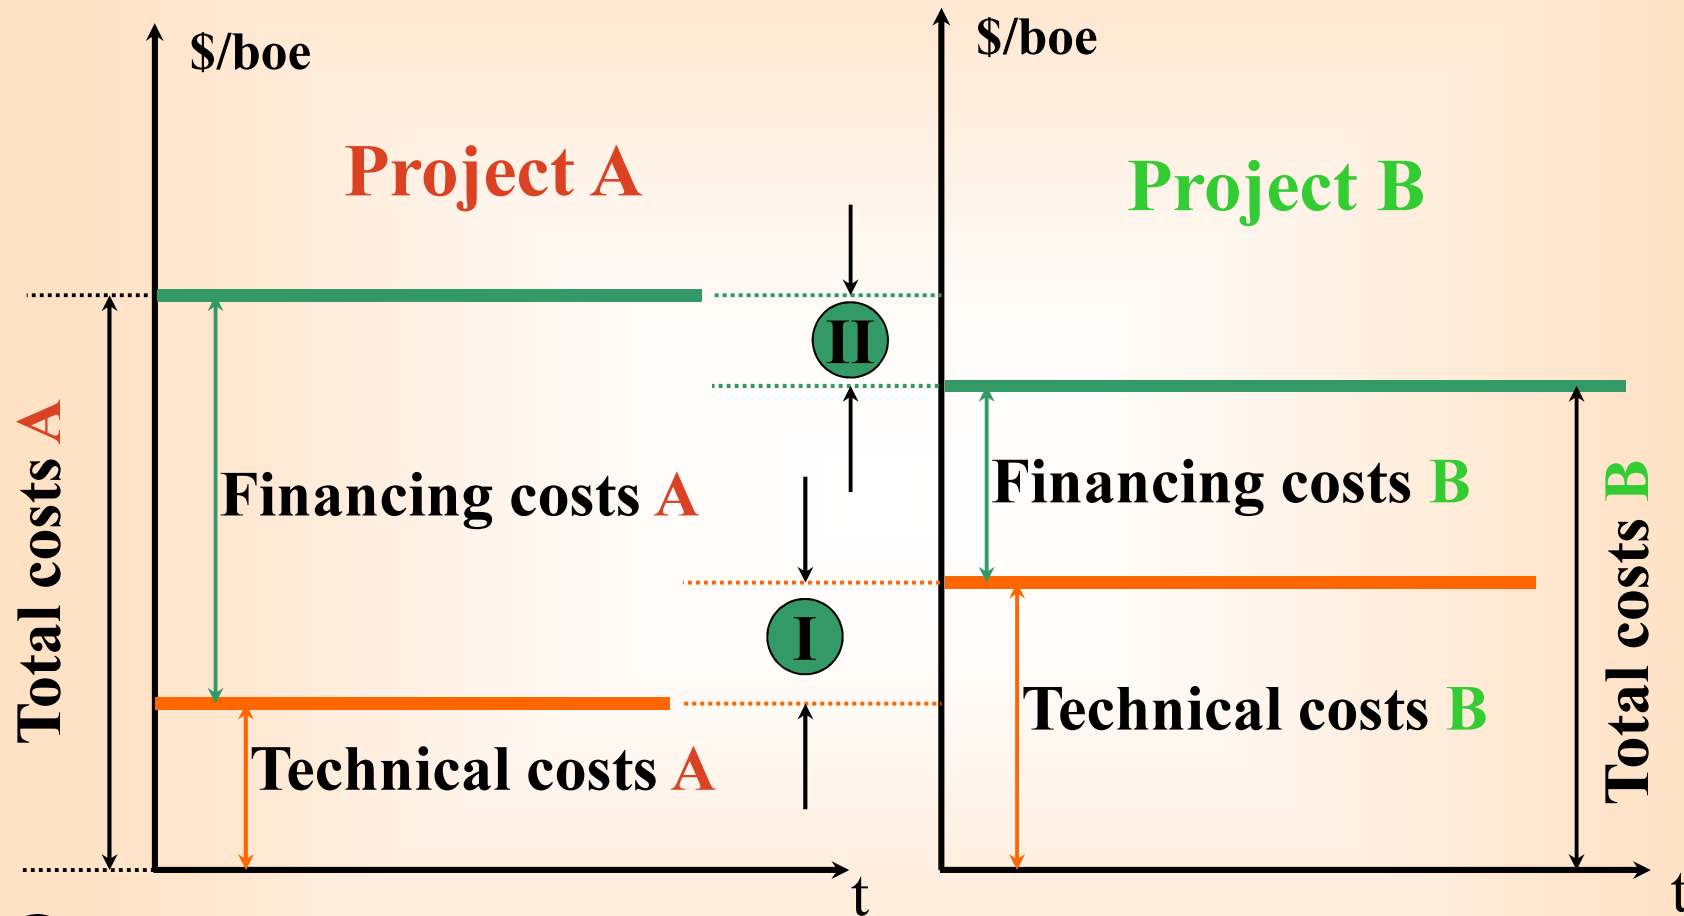 $/boe
$/boe
Project A
Project B
II
Total costs A
Financing costs A
Financing costs B
Total costs B
I
Technical costs B
Technical costs A
t
t